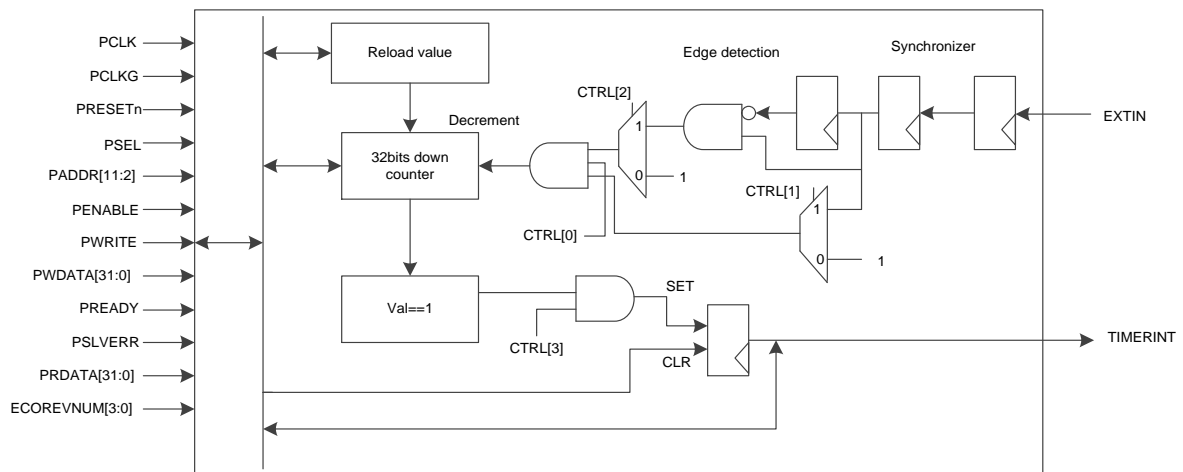 PCLK
PCLKG
PRESETn
PSEL
PADDR[11:2]
PENABLE
PWRITE
PWDATA[31:0]
PREADY
PSLVERR
PRDATA[31:0]
ECOREVNUM[3:0]
Reload value
Decrement
32bits down
counter
Val==1
Edge detection
Synchronizer
CTRL[2]
1
0
1
CTRL[0]
CTRL[1]
1
0
1
EXTIN
CTRL[3]
SET
CLR
TIMERINT